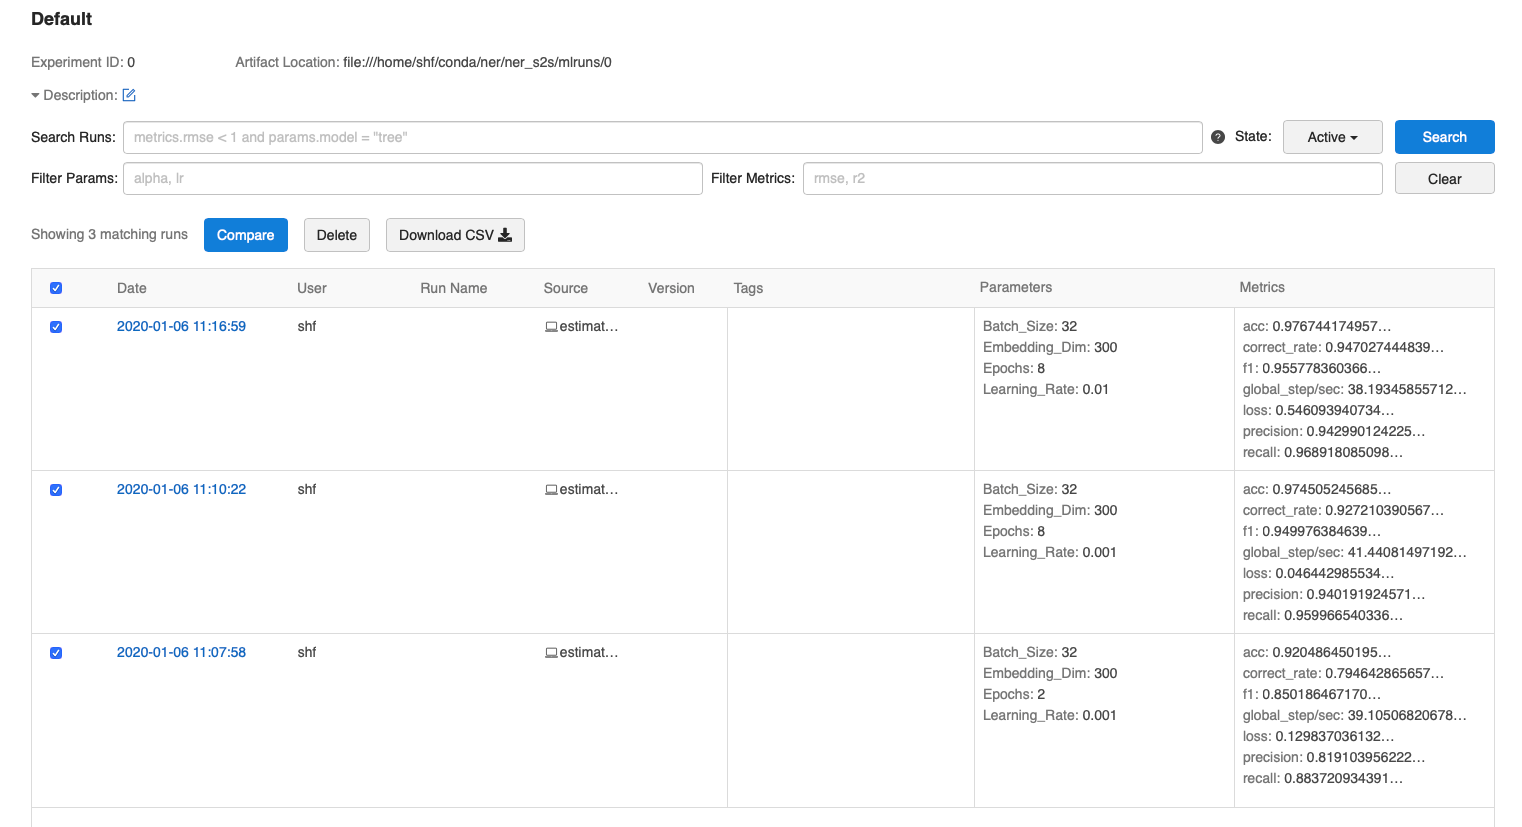 Default
Experiment ID: 0 Artifact Location: file:///home/shf/conda/ner/ner_s2s/mlruns/0
Description:
Search Runs: metrics.rmse < 1 and params.model = "tree" ? State: Active Search
Filter Params: alpha, lr Filter Metrics: rmse, r2 Clear
Showing 3 matching runs Compare Delete Download CSV
Date User Run Name Source Version Tags Parameters Metrics
2020-01-06 11:16:59 shf estimat... Batch_Size: 32 acc: 0.976744174957...
Embedding_Dim: 300 correct_rate: 0.947027444839...
Epochs: 8 f1: 0.955778360366...
Learning_Rate: 0.01 global_step/sec: 38.19345855712...
loss: 0.546093940734...
precision: 0.942990124225...
recall: 0.968918085098...
2020-01-06 11:10:22 shf estimat... Batch_Size: 32 acc: 0.974505245685...
Embedding_Dim: 300 correct_rate: 0.927210390567...
Epochs: 8 f1: 0.949976384639...
Learning_Rate: 0.001 global_step/sec: 41.44081497192...
loss: 0.046442985534...
precision: 0.940191924571...
recall: 0.959966540336...
2020-01-06 11:07:58 shf estimat... Batch_Size: 32 acc: 0.920486450195...
Embedding_Dim: 300 correct_rate: 0.794642865657...
Epochs: 2 f1: 0.850186467170...
Learning_Rate: 0.001 global_step/sec: 39.10506820678...
loss: 0.129837036132...
precision: 0.819103956222...
recall: 0.883720934391...